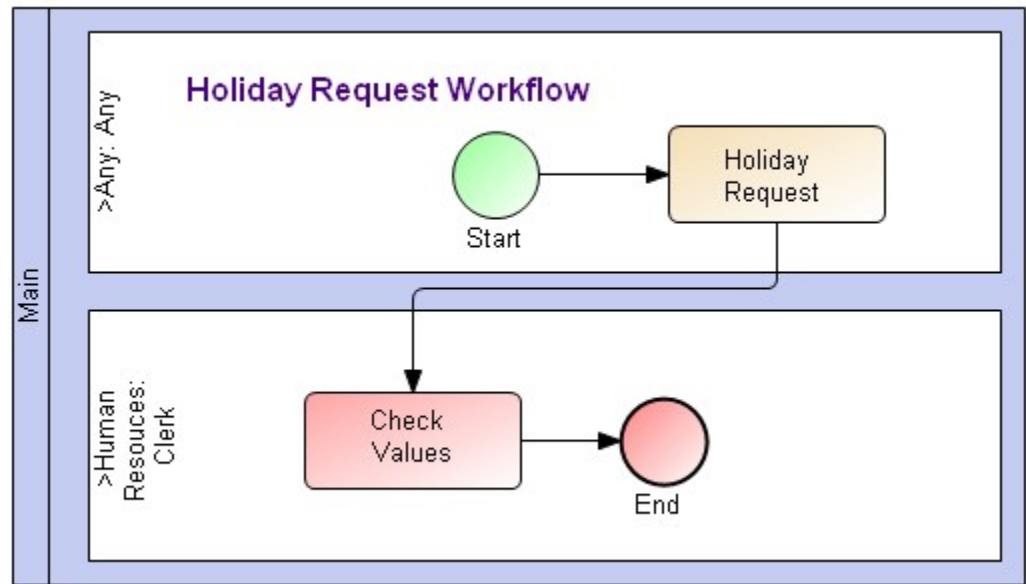 Main
>Any: Any
Holiday Request Workflow
Start
Holiday
Request
>Human
Resouces:
Clerk
Check
Values
End